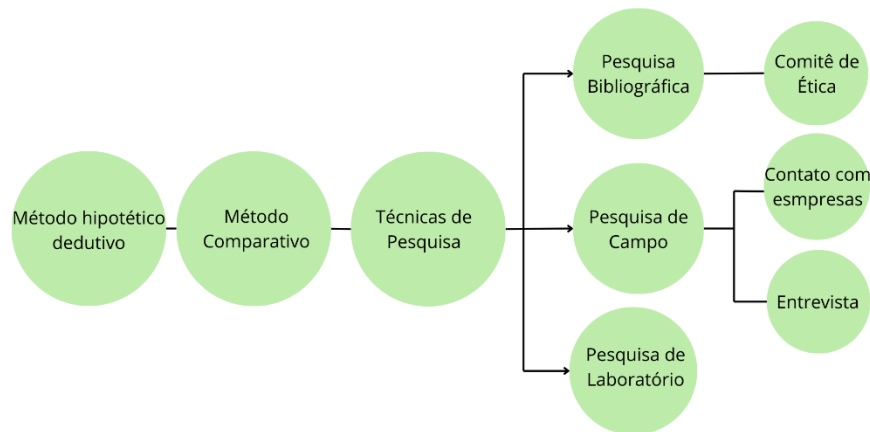 Método hipotético
dedutivo
Método
Comparativo
Técnicas de
Pesquisa
Pesquisa
Bibliográfica
Comitê de
Ética
Pesquisa de
Campo
Contato com
esmpresas
Entrevista
Pesquisa de
Laboratório